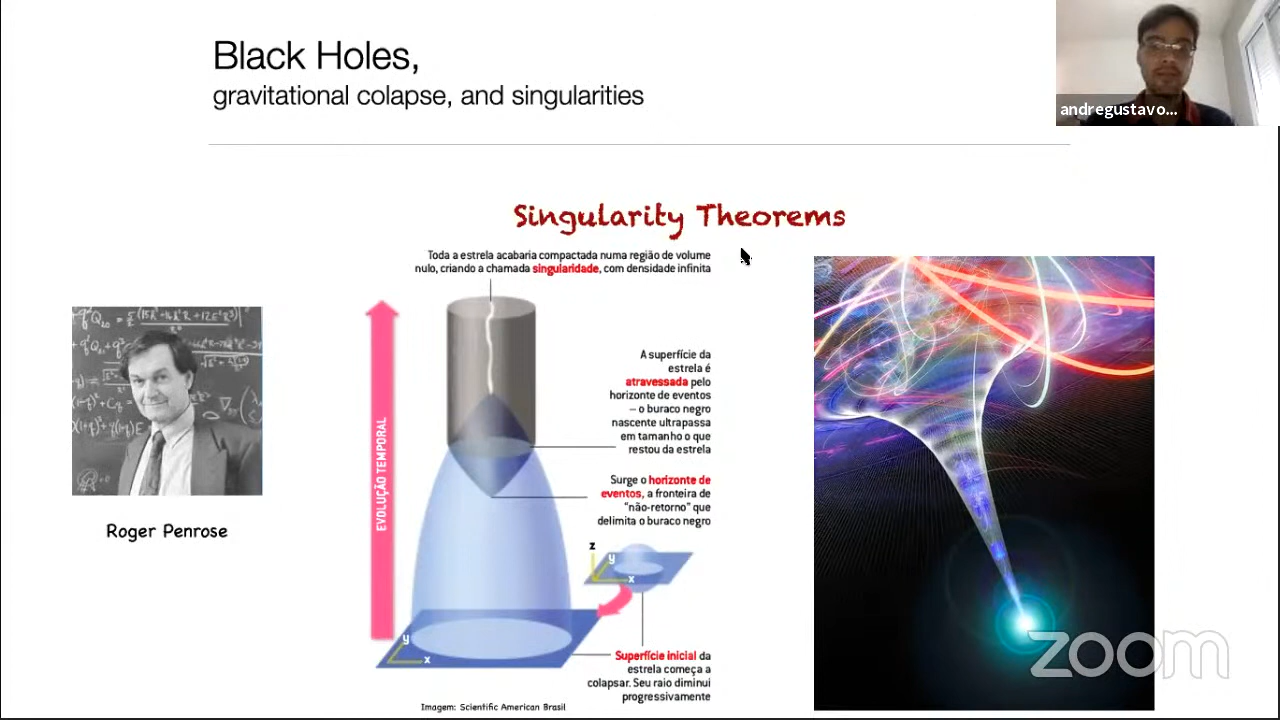 Black Holes,
gravitational colapse, and singularities
andregustavo...
Singularity Theorems
Toda a estrela acabaria compactada numa região de volume
nulo, criando a chamada singularidade, com densidade infinita
A superfície da
estrela é
atravessada pelo
horizonte de eventos
– o buraco negro
nascente ultrapassa
em tamanho o que
restou da estrela
Surge o horizonte de
eventos, a fronteira de
"não-retorno" que
delimita o buraco negro
EVOLUÇÃO TEMPORAL
Roger Penrose
z
y
x
y
x
Superfície inicial da
estrela começa a
colapsar. Seu raio diminui
progressivamente
Imagem: Scientific American Brasil
zoom